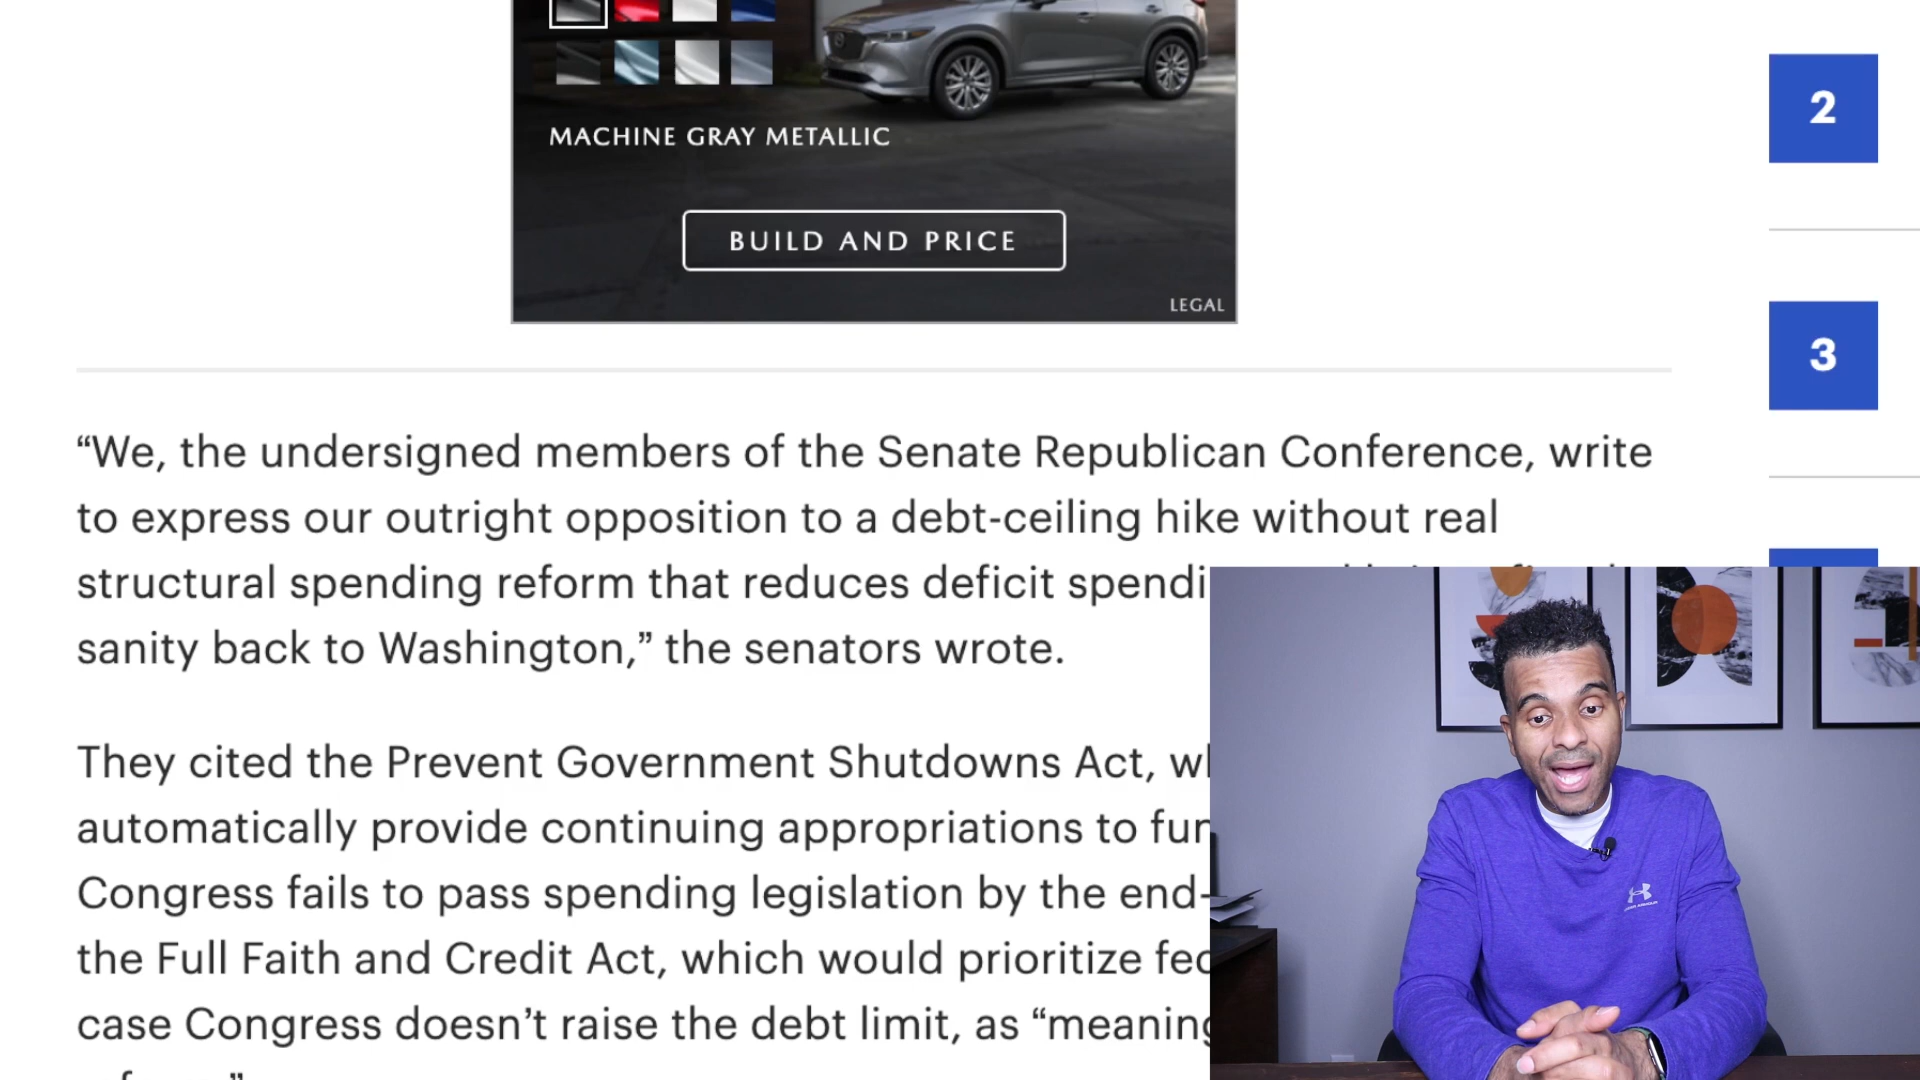 MACHINE GRAY METALLIC
BUILD AND PRICE
LEGAL
2
3
“We, the undersigned members of the Senate Republican Conference, write
to express our outright opposition to a debt-ceiling hike without real
structural spending reform that reduces deficit
sanity back to Washington,” the senators wrote.
They cited the Prevent Government Shutdowns Act,
automatically provide continuing appropriations to
Congress fails to pass spending legislation by the end-
the Full Faith and Credit Act, which would prioritize
case Congress doesn’t raise the debt limit, as
UNDER ARMOUR